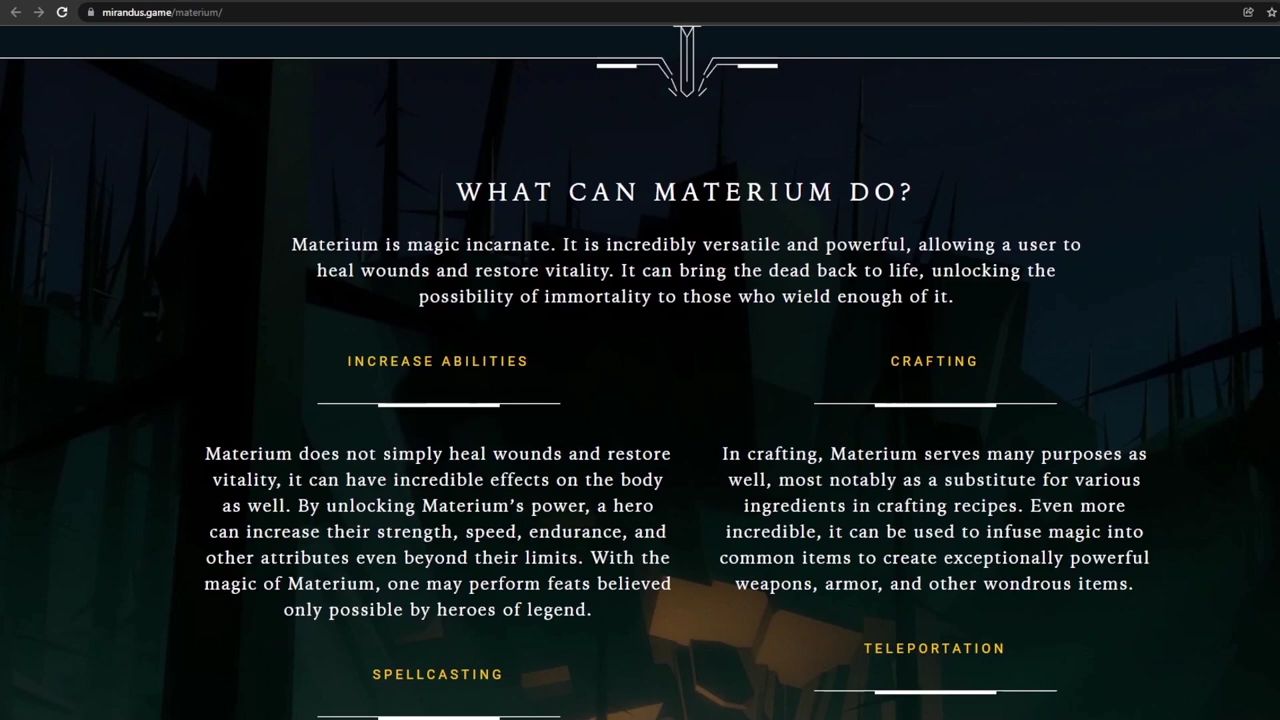 mirandus.game/materium/
WHAT CAN MATERIUM DO?
Materium is magic incarnate. It is incredibly versatile and powerful, allowing a user to
heal wounds and restore vitality. It can bring the dead back to life, unlocking the
possibility of immortality to those who wield enough of it.
INCREASE ABILITIES
Materium does not simply heal wounds and restore
vitality, it can have incredible effects on the body
as well. By unlocking Materium’s power, a hero
can increase their strength, speed, endurance, and
other attributes even beyond their limits. With the
magic of Materium, one may perform feats believed
only possible by heroes of legend.
SPELLCASTING
CRAFTING
In crafting, Materium serves many purposes as
well, most notably as a substitute for various
ingredients in crafting recipes. Even more
incredible, it can be used to infuse magic into
common items to create exceptionally powerful
weapons, armor, and other wondrous items.
TELEPORTATION